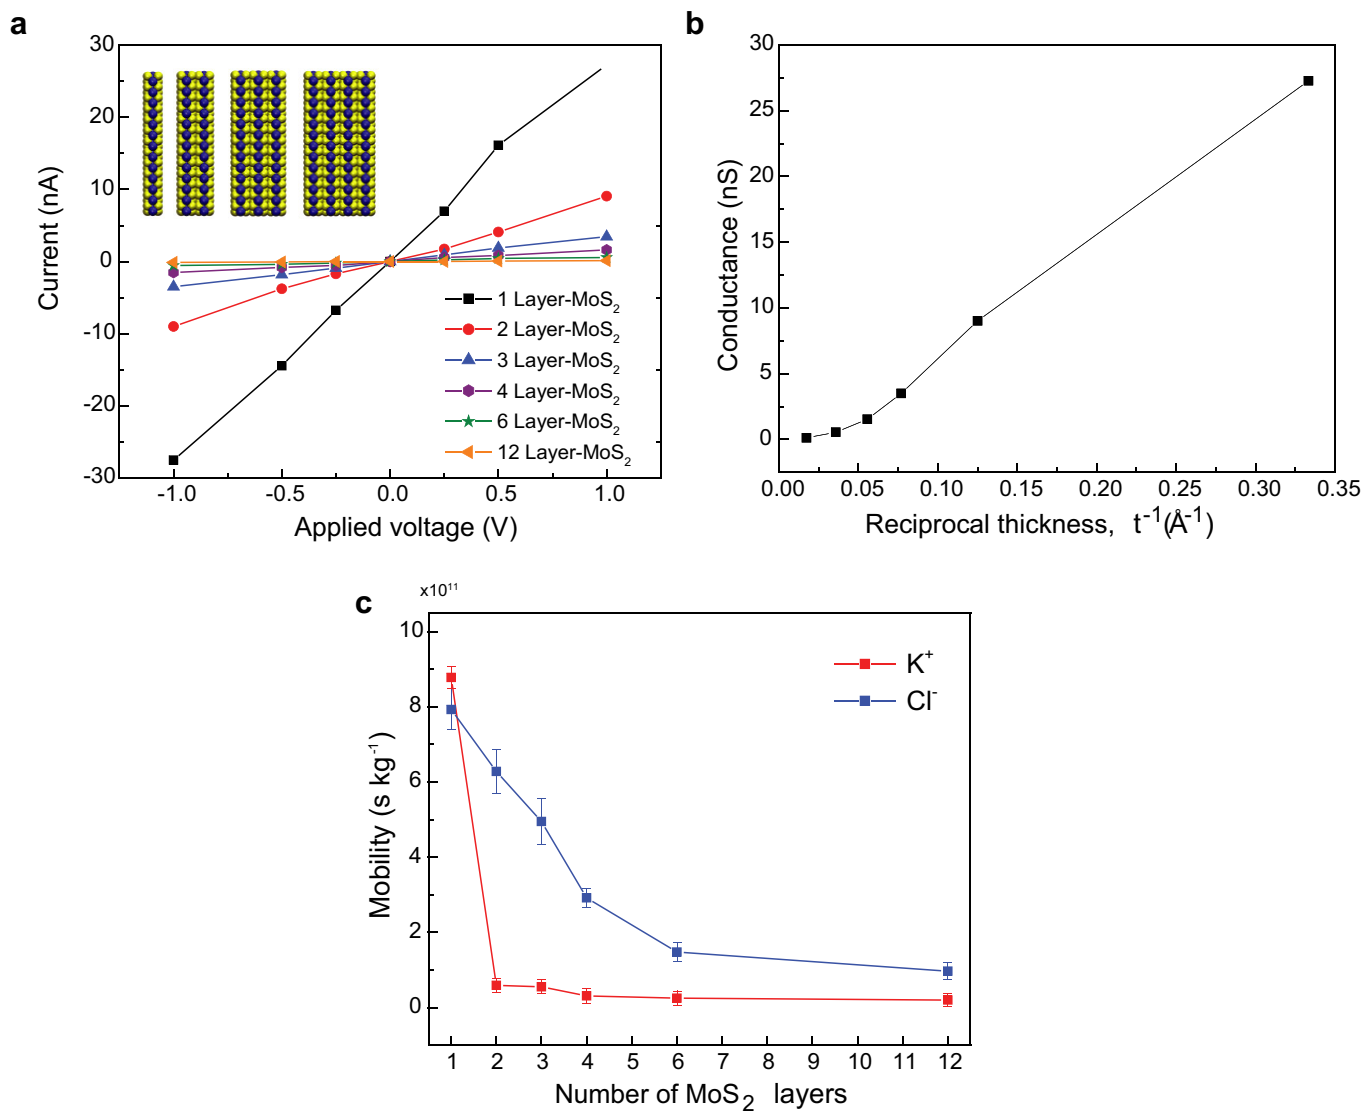 a
30
20
10
0
-10
-20
-30
Current (nA)
-1.0 -0.5 0.0 0.5 1.0
Applied voltage (V)
1 Layer-MoS₂
2 Layer-MoS₂
3 Layer-MoS₂
4 Layer-MoS₂
6 Layer-MoS₂
12 Layer-MoS₂
b
30
25
20
15
10
5
0
Conductance (nS)
0.00 0.05 0.10 0.15 0.20 0.25 0.30 0.35
Reciprocal thickness, t⁻¹(Å⁻¹)
c
x10¹¹
10
8
6
4
2
0
Mobility (s kg⁻¹)
K⁺
Cl⁻
1 2 3 4 6 7 8 9 10 11 12
Number of MoS₂ layers